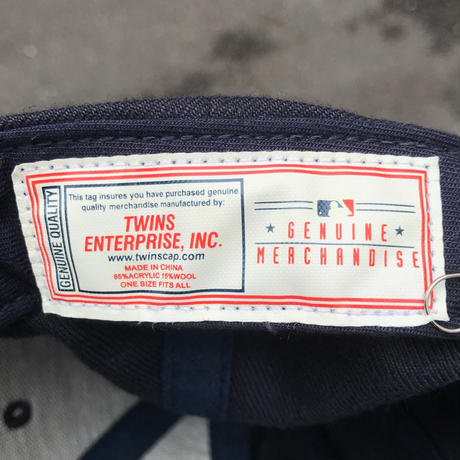 GENUINE QUALITY
This tag insures you have purchased genuine
quality merchandise manufactured by:
TWINS
ENTERPRISE, INC.
www.twinscap.com
MADE IN CHINA
85%ACRYLIC 15%WOOL
ONE SIZE FITS ALL
GENUINE
MERCHANDISE